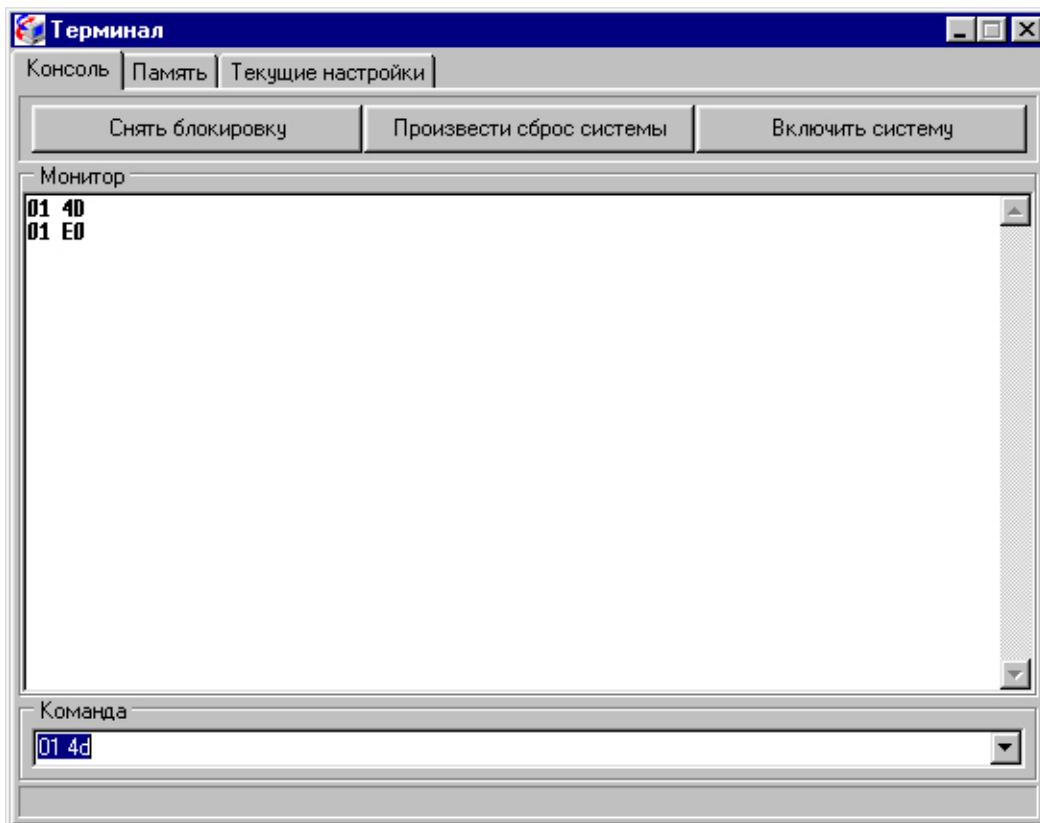 Терминал
Консоль Память Текущие настройки
Снять блокировку Произвести сброс системы Включить систему
Монитор
01 4D
01 E0
Команда
01 4d